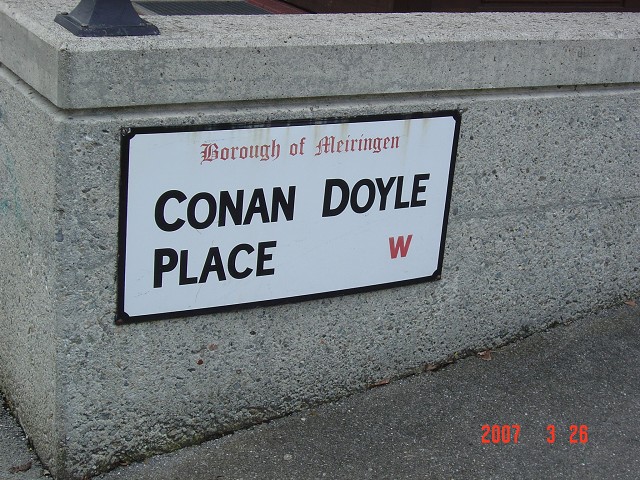 Borough of Meiringen
CONAN DOYLE
PLACE W
2007 3 26